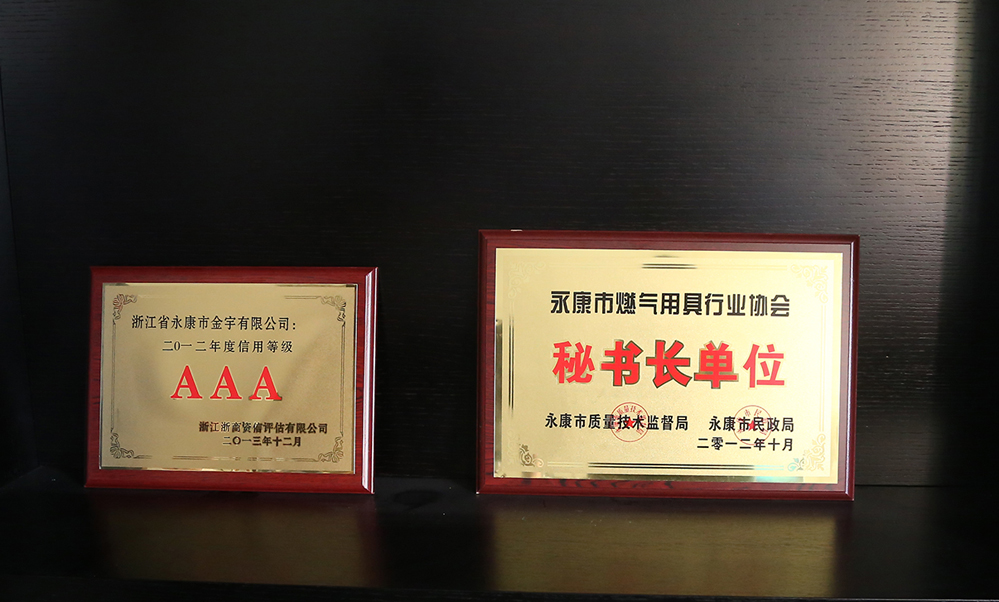 浙江省永康市金宇有限公司：
二〇一二年度信用等级
AAA
浙江浙商资信评估有限公司
二〇一三年十二月
永康市燃气用具行业协会
秘书长单位
永康市质量技术监督局 永康市民政局
二零一二年十月